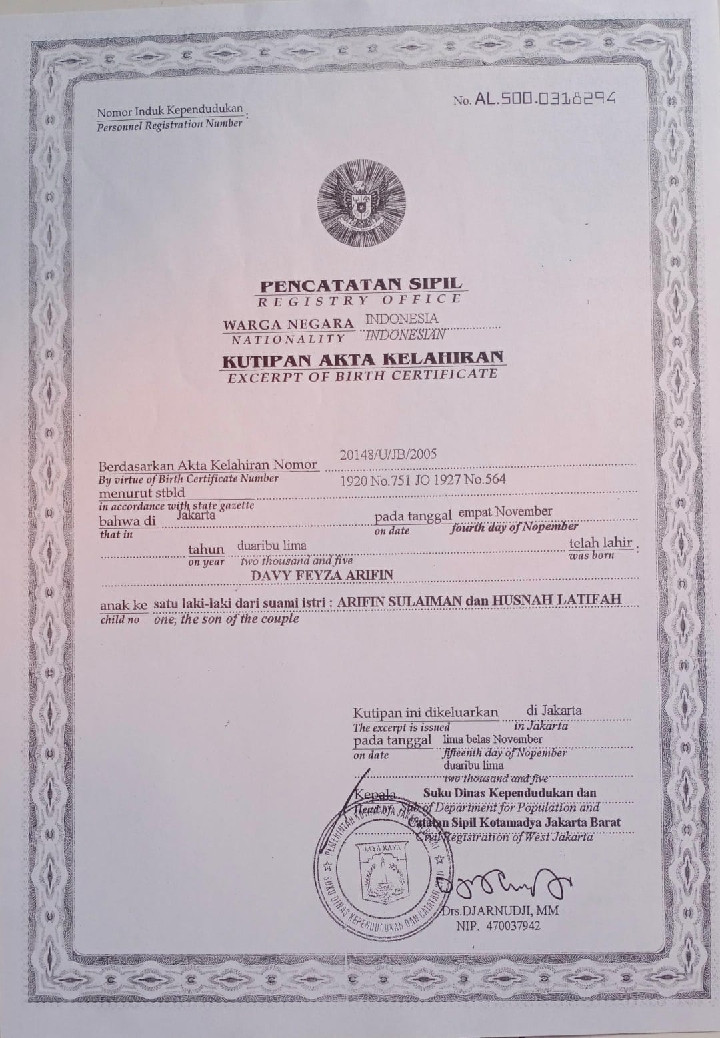 No. AL.500.0318294
Nomor Induk Kependudukan :
Personnel Registration Number
PENCATATAN SIPIL
REGISTRY OFFICE
WARGA NEGARA INDONESIA
NATIONALITY INDONESIAN
KUTIPAN AKTA KELAHIRAN
EXCERPT OF BIRTH CERTIFICATE
Berdasarkan Akta Kelahiran Nomor 20148/U/JB/2005
By virtue of Birth Certificate Number
menurut stbld 1920 No.751 JO 1927 No.564
in accordance with state gazette
bahwa di Jakarta pada tanggal empat November
that in on date fourth day of Nopember
tahun duaribu lima telah lahir :
on year two thousand and five was born
DAVY FEYZA ARIFIN
anak ke satu laki-laki dari suami istri : ARIFIN SULAIMAN dan HUSNAH LATIFAH
child no one, the son of the couple
Kutipan ini dikeluarkan di Jakarta
The excerpt is issued in Jakarta
pada tanggal lima belas November
on date fifteenth day of Nopember
duaribu lima
two thousand and five
Kepala Suku Dinas Kependudukan dan
Head of Sub of Department for Population and
Catatan Sipil Kotamadya Jakarta Barat
Civil Registration of West Jakarta
JAYA RAYA
SUKU DINAS KEPENDUDUKAN DAN
Drs.DJARNUDJI, MM
NIP. 470037942